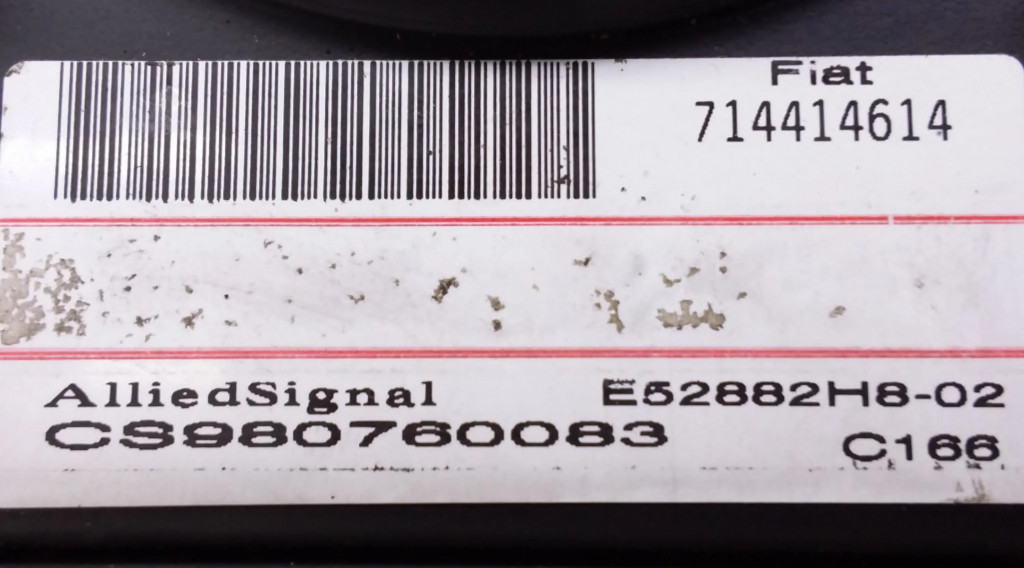 Fiat
714414614
AlliedSignal
E52882H8-02
CS980760083
C166